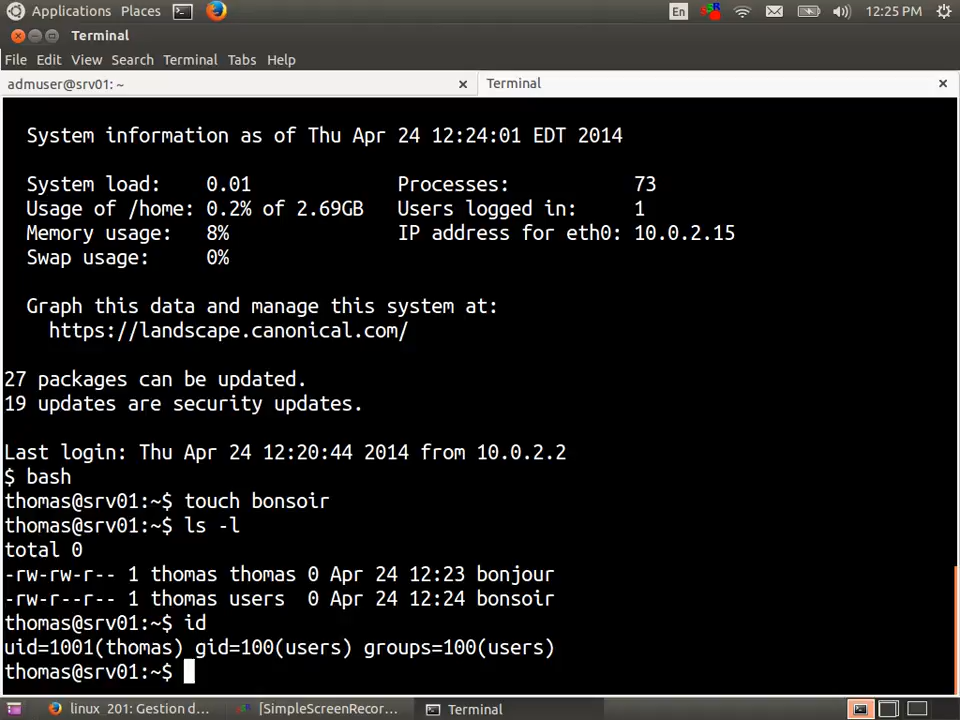 Applications Places En 12:25 PM
Terminal
File Edit View Search Terminal Tabs Help
admuser@srv01: ~ Terminal
System information as of Thu Apr 24 12:24:01 EDT 2014
System load: 0.01 Processes: 73
Usage of /home: 0.2% of 2.69GB Users logged in: 1
Memory usage: 8% IP address for eth0: 10.0.2.15
Swap usage: 0%
Graph this data and manage this system at:
https://landscape.canonical.com/
27 packages can be updated.
19 updates are security updates.
Last login: Thu Apr 24 12:20:44 2014 from 10.0.2.2
$ bash
thomas@srv01:~$ touch bonsoir
thomas@srv01:~$ ls -l
total 0
-rw-rw-r-- 1 thomas thomas 0 Apr 24 12:23 bonjour
-rw-r--r-- 1 thomas users  0 Apr 24 12:24 bonsoir
thomas@srv01:~$ id
uid=1001(thomas) gid=100(users) groups=100(users)
thomas@srv01:~$
linux_201: Gestion d... [SimpleScreenRecor... Terminal